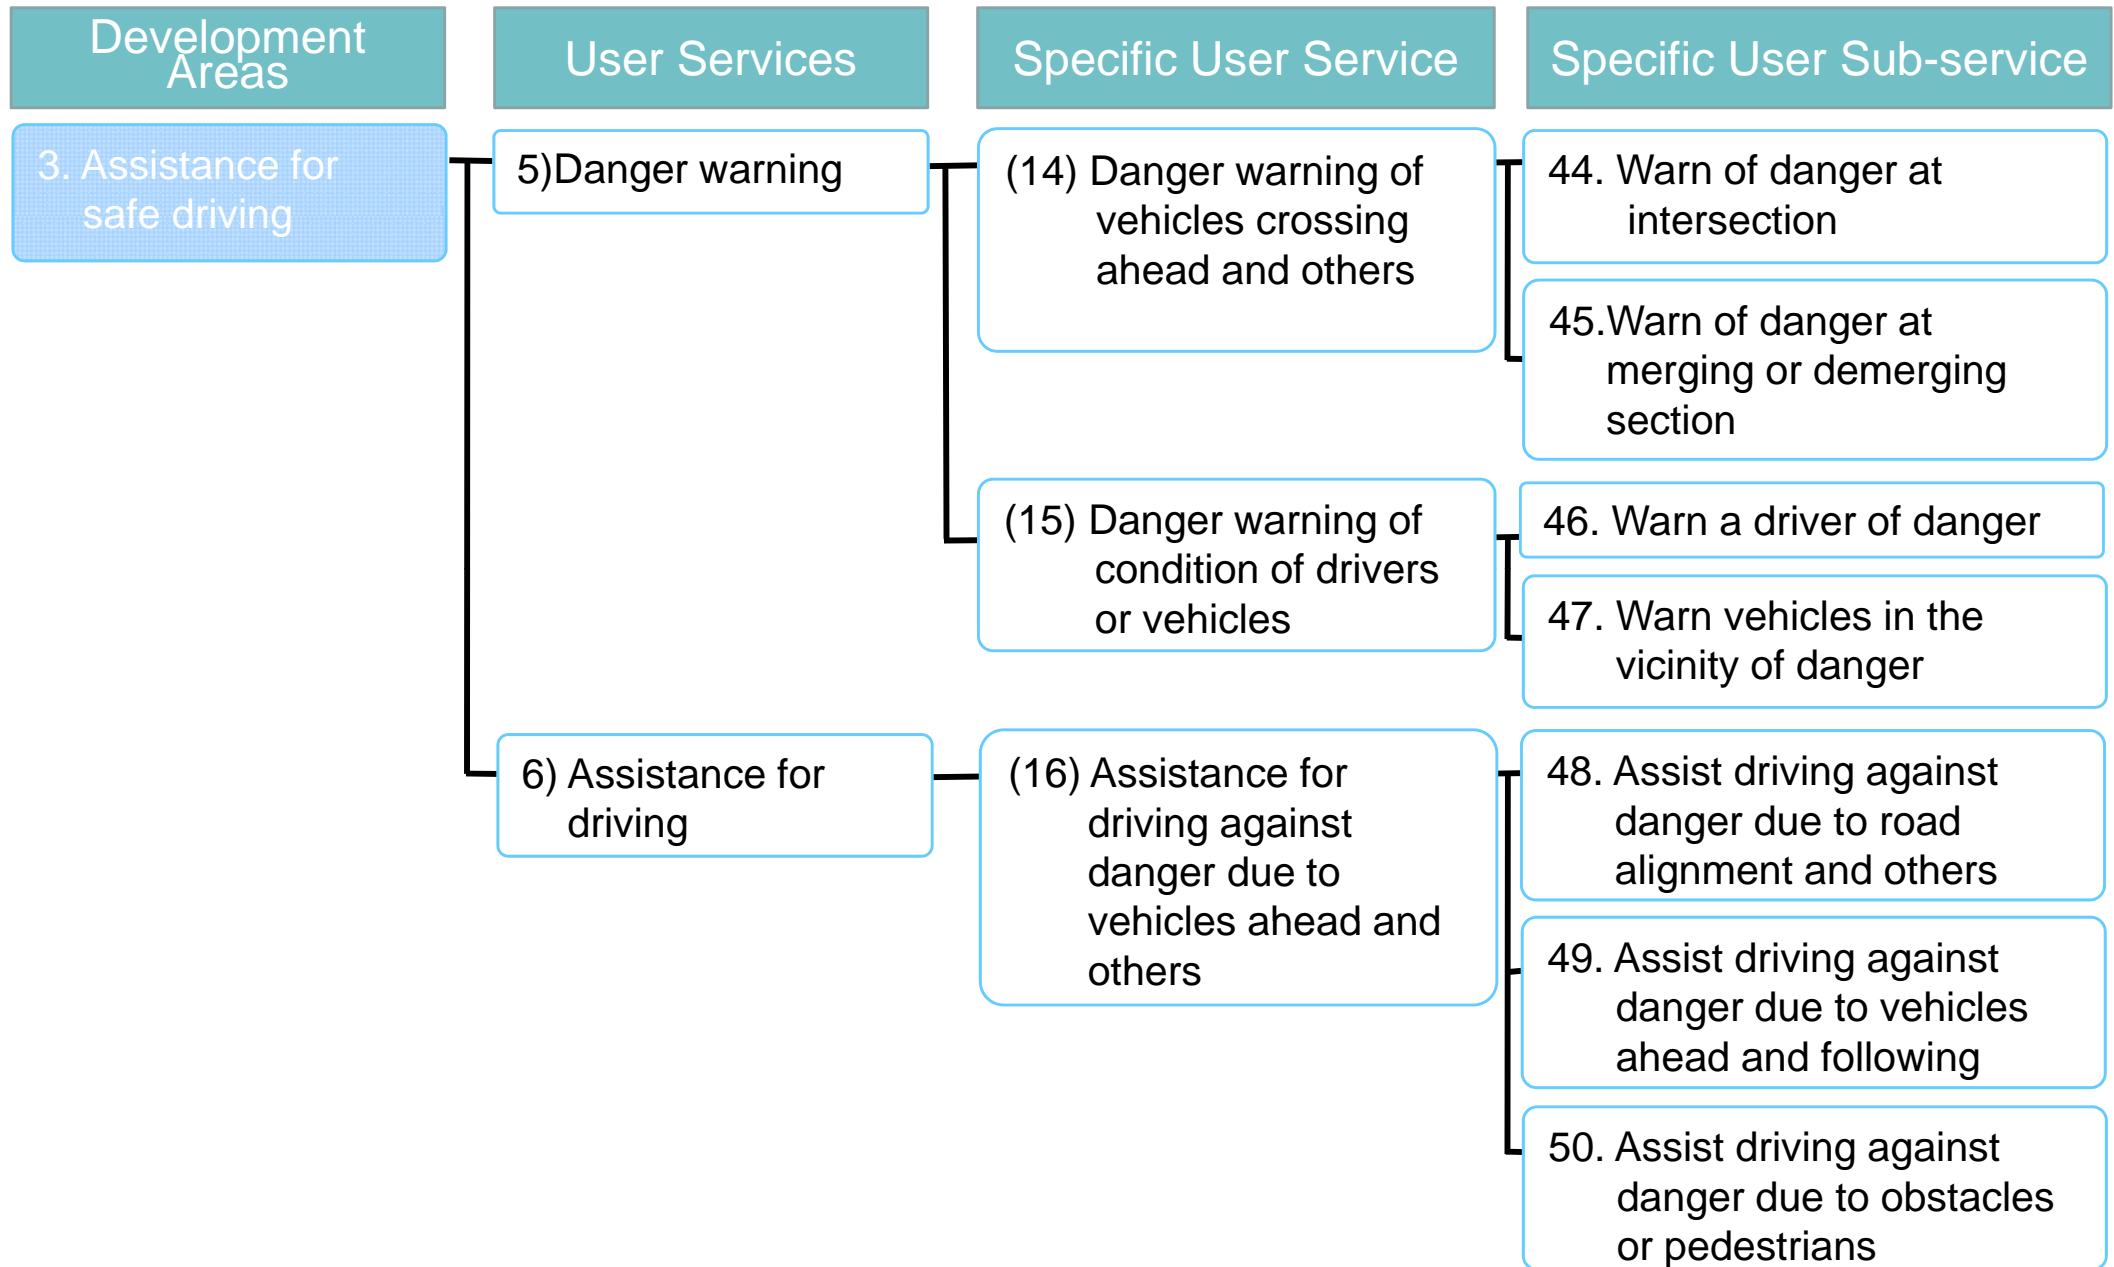 Development
Areas
User Services
Specific User Service
Specific User Sub-service
3. Assistance for
safe driving
5)Danger warning
(14) Danger warning of
vehicles crossing
ahead and others
44. Warn of danger at
intersection
45.Warn of danger at
merging or demerging
section
(15) Danger warning of
condition of drivers
or vehicles
46. Warn a driver of danger
47. Warn vehicles in the
vicinity of danger
6) Assistance for
driving
(16) Assistance for
driving against
danger due to
vehicles ahead and
others
48. Assist driving against
danger due to road
alignment and others
49. Assist driving against
danger due to vehicles
ahead and following
50. Assist driving against
danger due to obstacles
or pedestrians